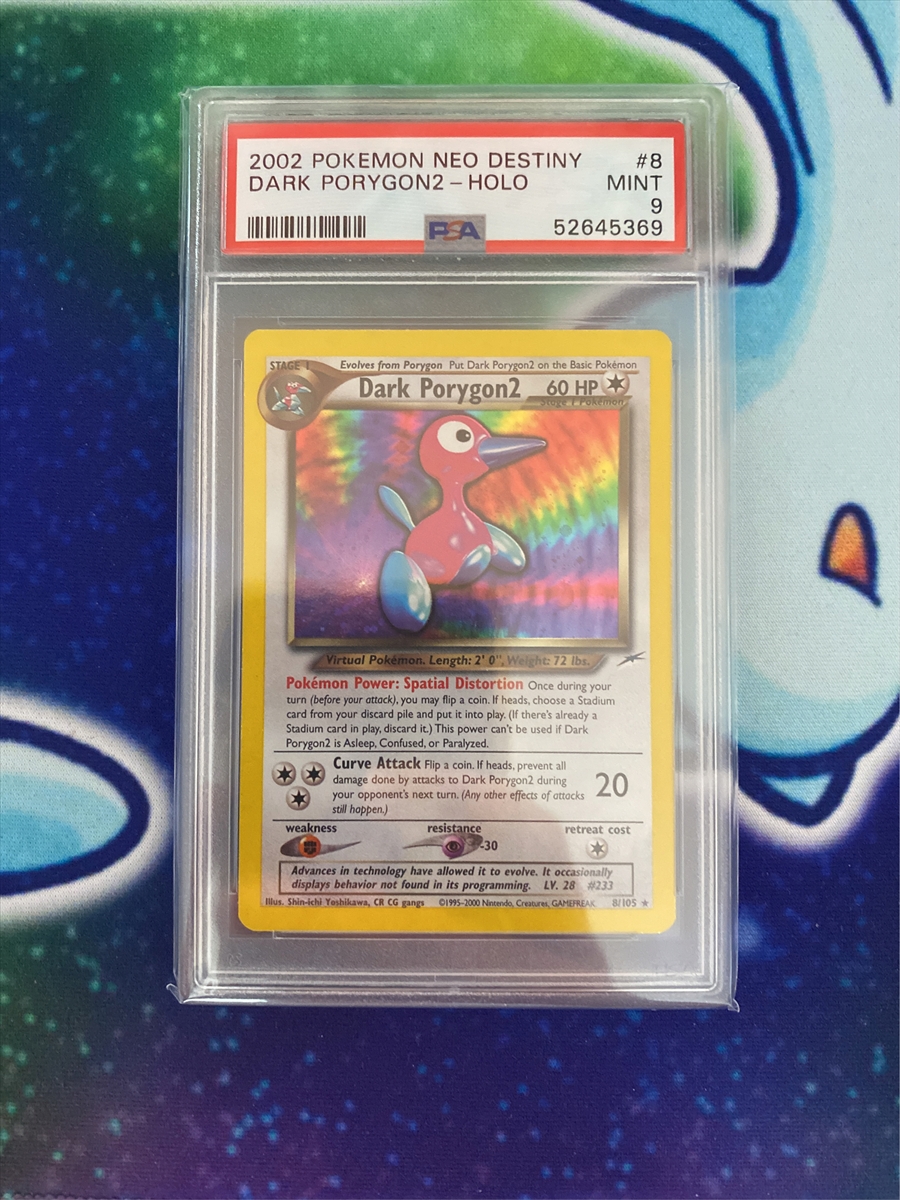 2002 POKEMON NEO DESTINY #8
DARK PORYGON2 - HOLO MINT
9
PSA 52645369
STAGE 1 Evolves from Porygon Put Dark Porygon2 on the Basic Pokémon
Dark Porygon2 60 HP
Stage 1 Pokémon
Virtual Pokémon. Length: 2' 0", Weight: 72 lbs.
Pokémon Power: Spatial Distortion Once during your
turn (before your attack), you may flip a coin. If heads, choose a Stadium
card from your discard pile and put it into play. (If there's already a
Stadium card in play, discard it.) This power can't be used if Dark
Porygon2 is Asleep, Confused, or Paralyzed.
Curve Attack Flip a coin. If heads, prevent all
damage done by attacks to Dark Porygon2 during
your opponent's next turn. (Any other effects of attacks
still happen.)
20
weakness resistance retreat cost
-30
Advances in technology have allowed it to evolve. It occasionally
displays behavior not found in its programming. LV. 28 #233
Illus. Shin-ichi Yoshikawa, CR CG gangs ©1995-2000 Nintendo, Creatures, GAMEFREAK 8/105 ★